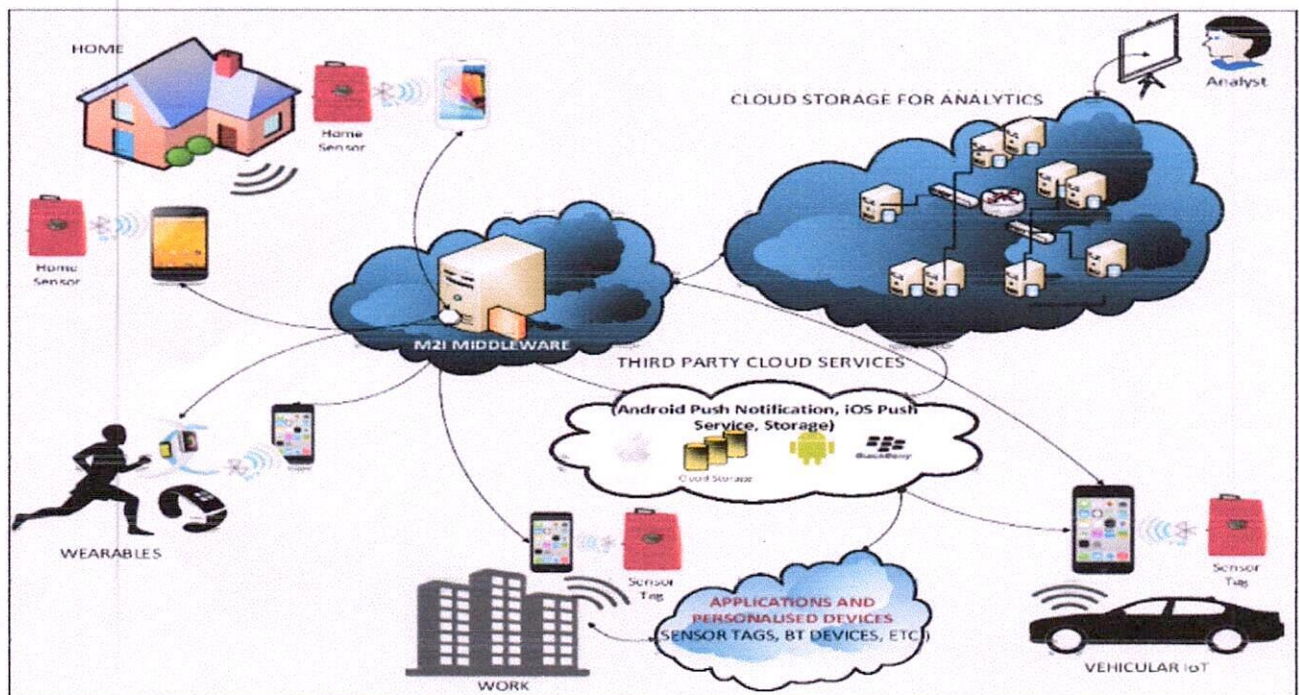 HOME
Home
Sensor
CLOUD STORAGE FOR ANALYTICS
Analyst
Home
Sensor
M2I MIDDLEWARE
THIRD PARTY CLOUD SERVICES
(Android Push Notification, iOS Push
Service, Storage)
Cloud Storage
BlackBerry
WEARABLES
Sensor
Tag
APPLICATIONS AND
PERSONALISED DEVICES
SENSOR TAGS, BT DEVICES, ETC)
WORK
Sensor
Tag
VEHICULAR IoT